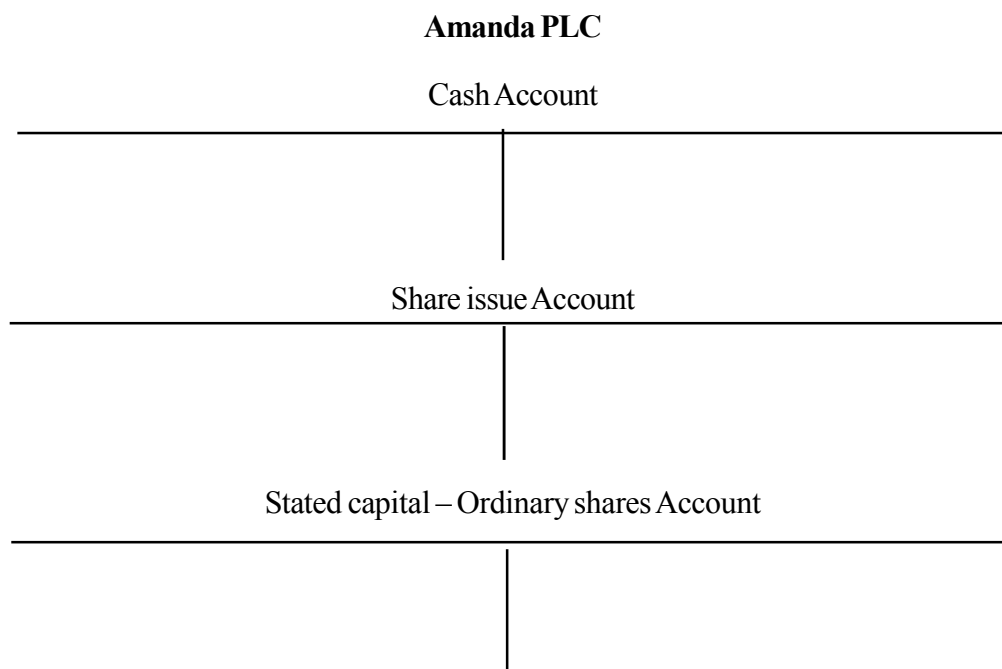 Amanda PLC
Cash Account
Share issue Account
Stated capital – Ordinary shares Account